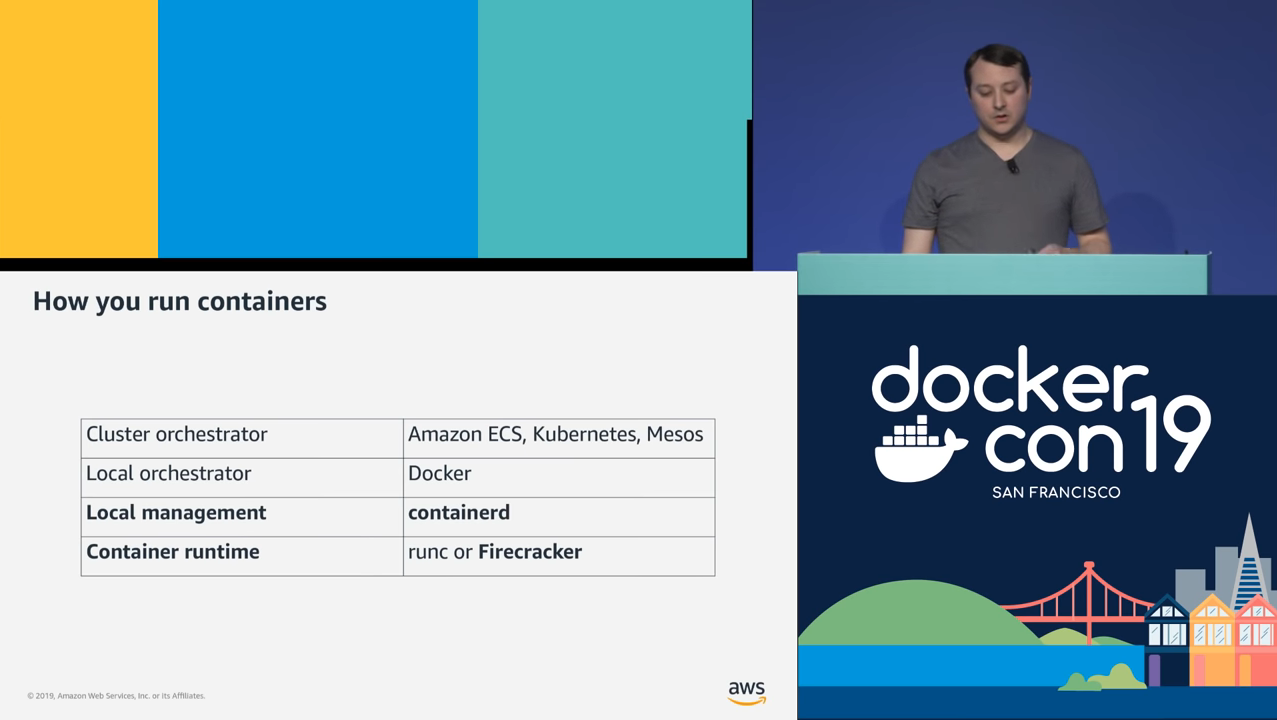 How you run containers
Cluster orchestrator Amazon ECS, Kubernetes, Mesos
Local orchestrator Docker
Local management containerd
Container runtime runc or Firecracker
© 2019, Amazon Web Services, Inc. or its Affiliates.
aws
docker
con 19
SAN FRANCISCO